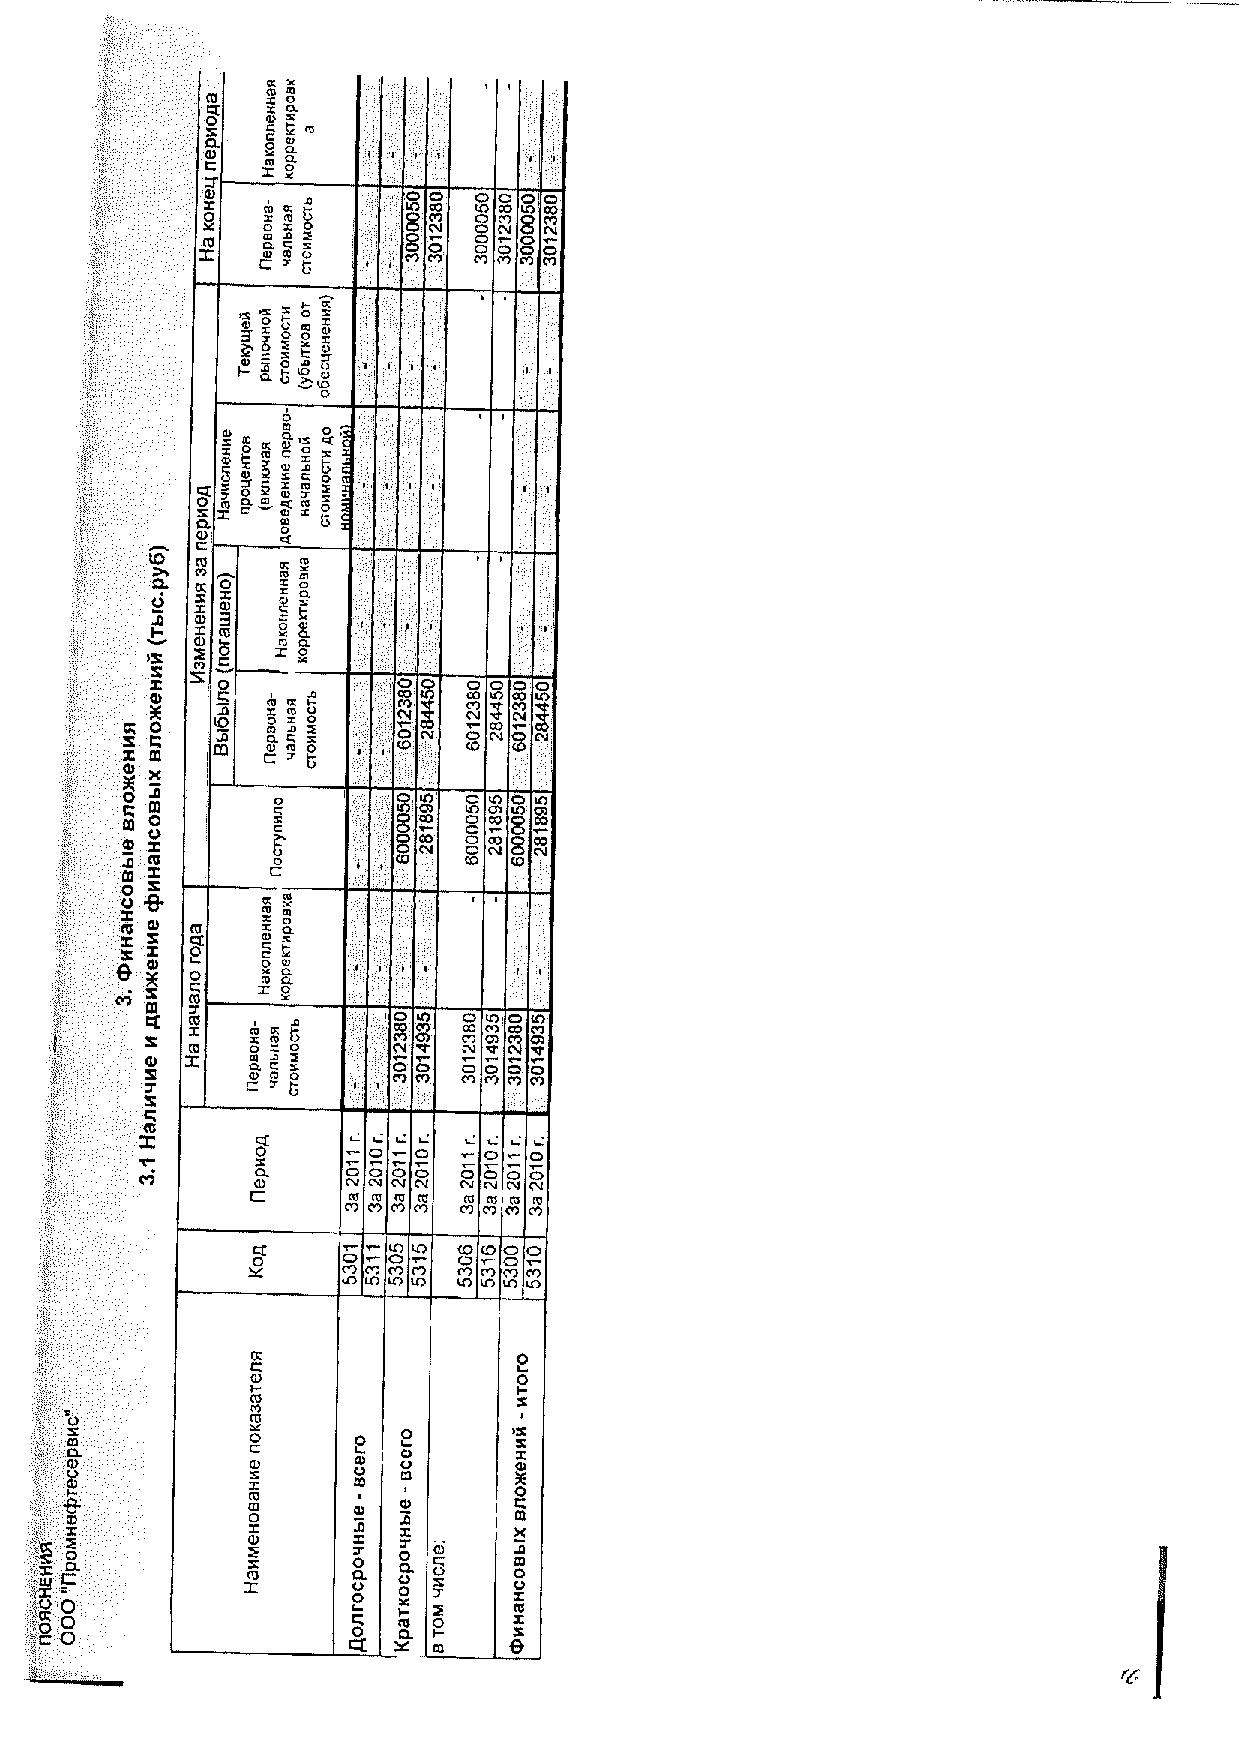 ПОЯСНЕНИЯ
ООО "Промнефтесервис"
3. Финансовые вложения
3.1 Наличие и движение финансовых вложений (тыс.руб)
Наименование показателя Код Период На начало года Изменения за период На конец периода
Первона-чальная стоимость Накопленная корректировка Поступило Выбыло (погашено) Начисление процентов (включая доведение перво-начальной стоимости до номинальной) Текущей рыночной стоимости (убытков от обесценения) Первона-чальная стоимость Накопленная корректировк а
Первона-чальная стоимость Накопленная корректировка
Долгосрочные - всего 5301 За 2011 г. - - - - - - - - -
5311 За 2010 г. - - - - - - - - -
Краткосрочные - всего 5305 За 2011 г. 3012380 - 6000050 6012380 - - - 3000050 -
5315 За 2010 г. 3014935 - 281895 284450 - - - 3012380 -
в том числе:
5306 За 2011 г. 3012380 - 6000050 6012380 - - - 3000050 -
5316 За 2010 г. 3014935 - 281895 284450 - - - 3012380 -
Финансовых вложений - итого 5300 За 2011 г. 3012380 - 6000050 6012380 - - - 3000050 -
5310 За 2010 г. 3014935 - 281895 284450 - - - 3012380 -